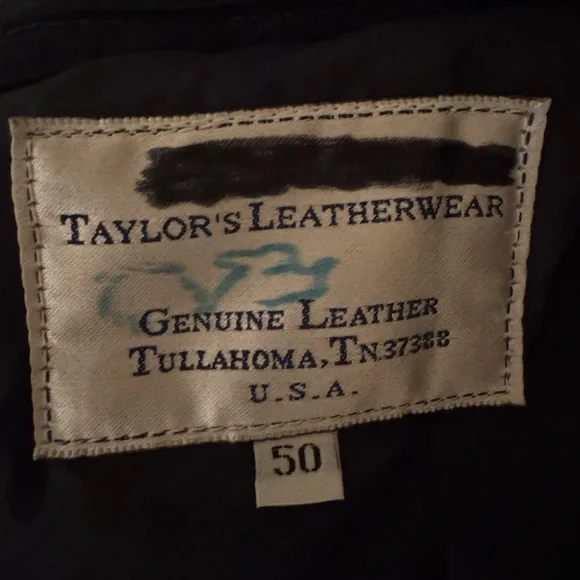 TAYLOR'S LEATHERWEAR
GENUINE LEATHER
TULLAHOMA, TN.37388
U.S.A.
50